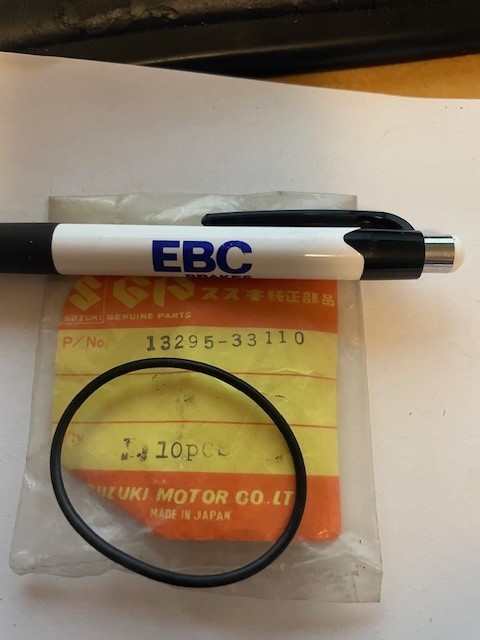 EBC
BRAKES
SGP スズキ純正部品
SUZUKI GENUINE PARTS
P/No. 13295-33110
10pcs
SUZUKI MOTOR CO.,LT
MADE IN JAPAN